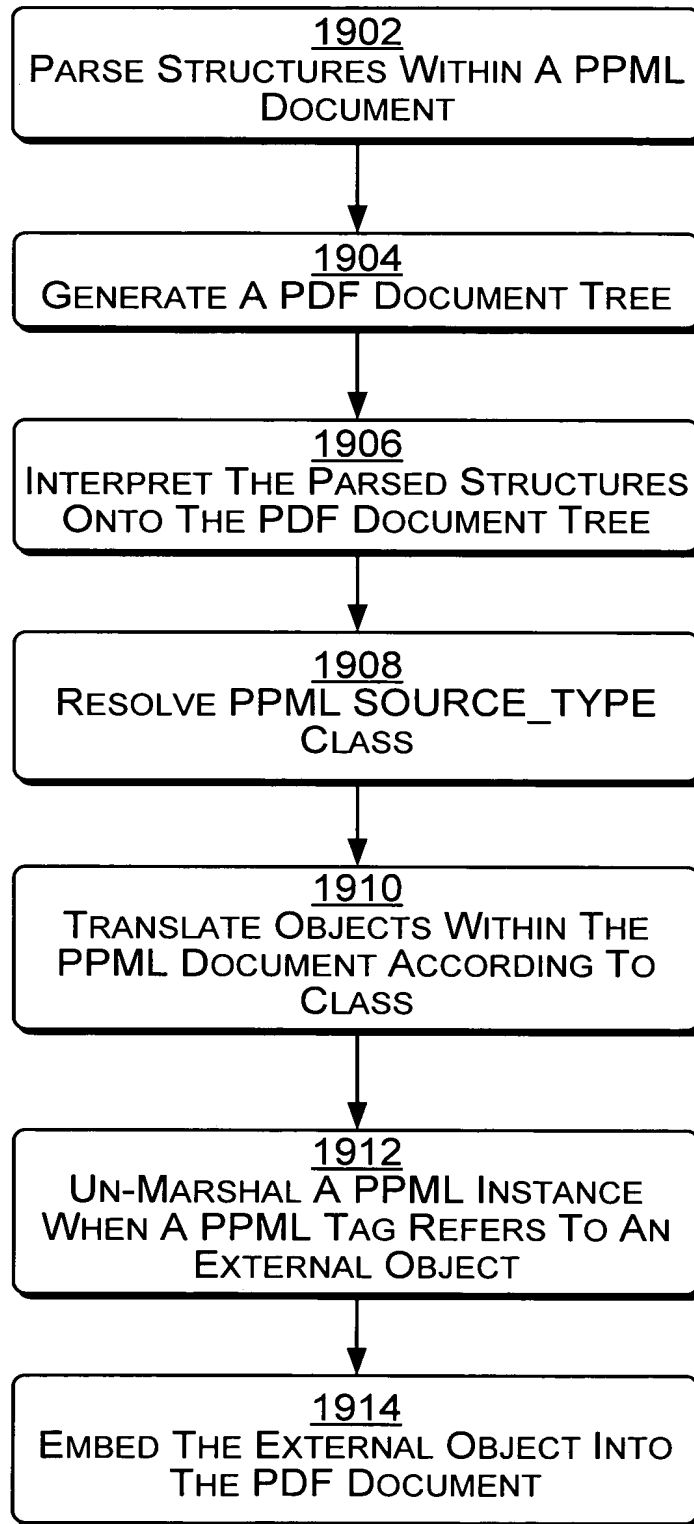 1902
PARSE STRUCTURES WITHIN A PPML
DOCUMENT
1904
GENERATE A PDF DOCUMENT TREE
1906
INTERPRET THE PARSED STRUCTURES
ONTO THE PDF DOCUMENT TREE
1908
RESOLVE PPML SOURCE_TYPE
CLASS
1910
TRANSLATE OBJECTS WITHIN THE
PPML DOCUMENT ACCORDING TO
CLASS
1912
UN-MARSHAL A PPML INSTANCE
WHEN A PPML TAG REFERS TO AN
EXTERNAL OBJECT
1914
EMBED THE EXTERNAL OBJECT INTO
THE PDF DOCUMENT